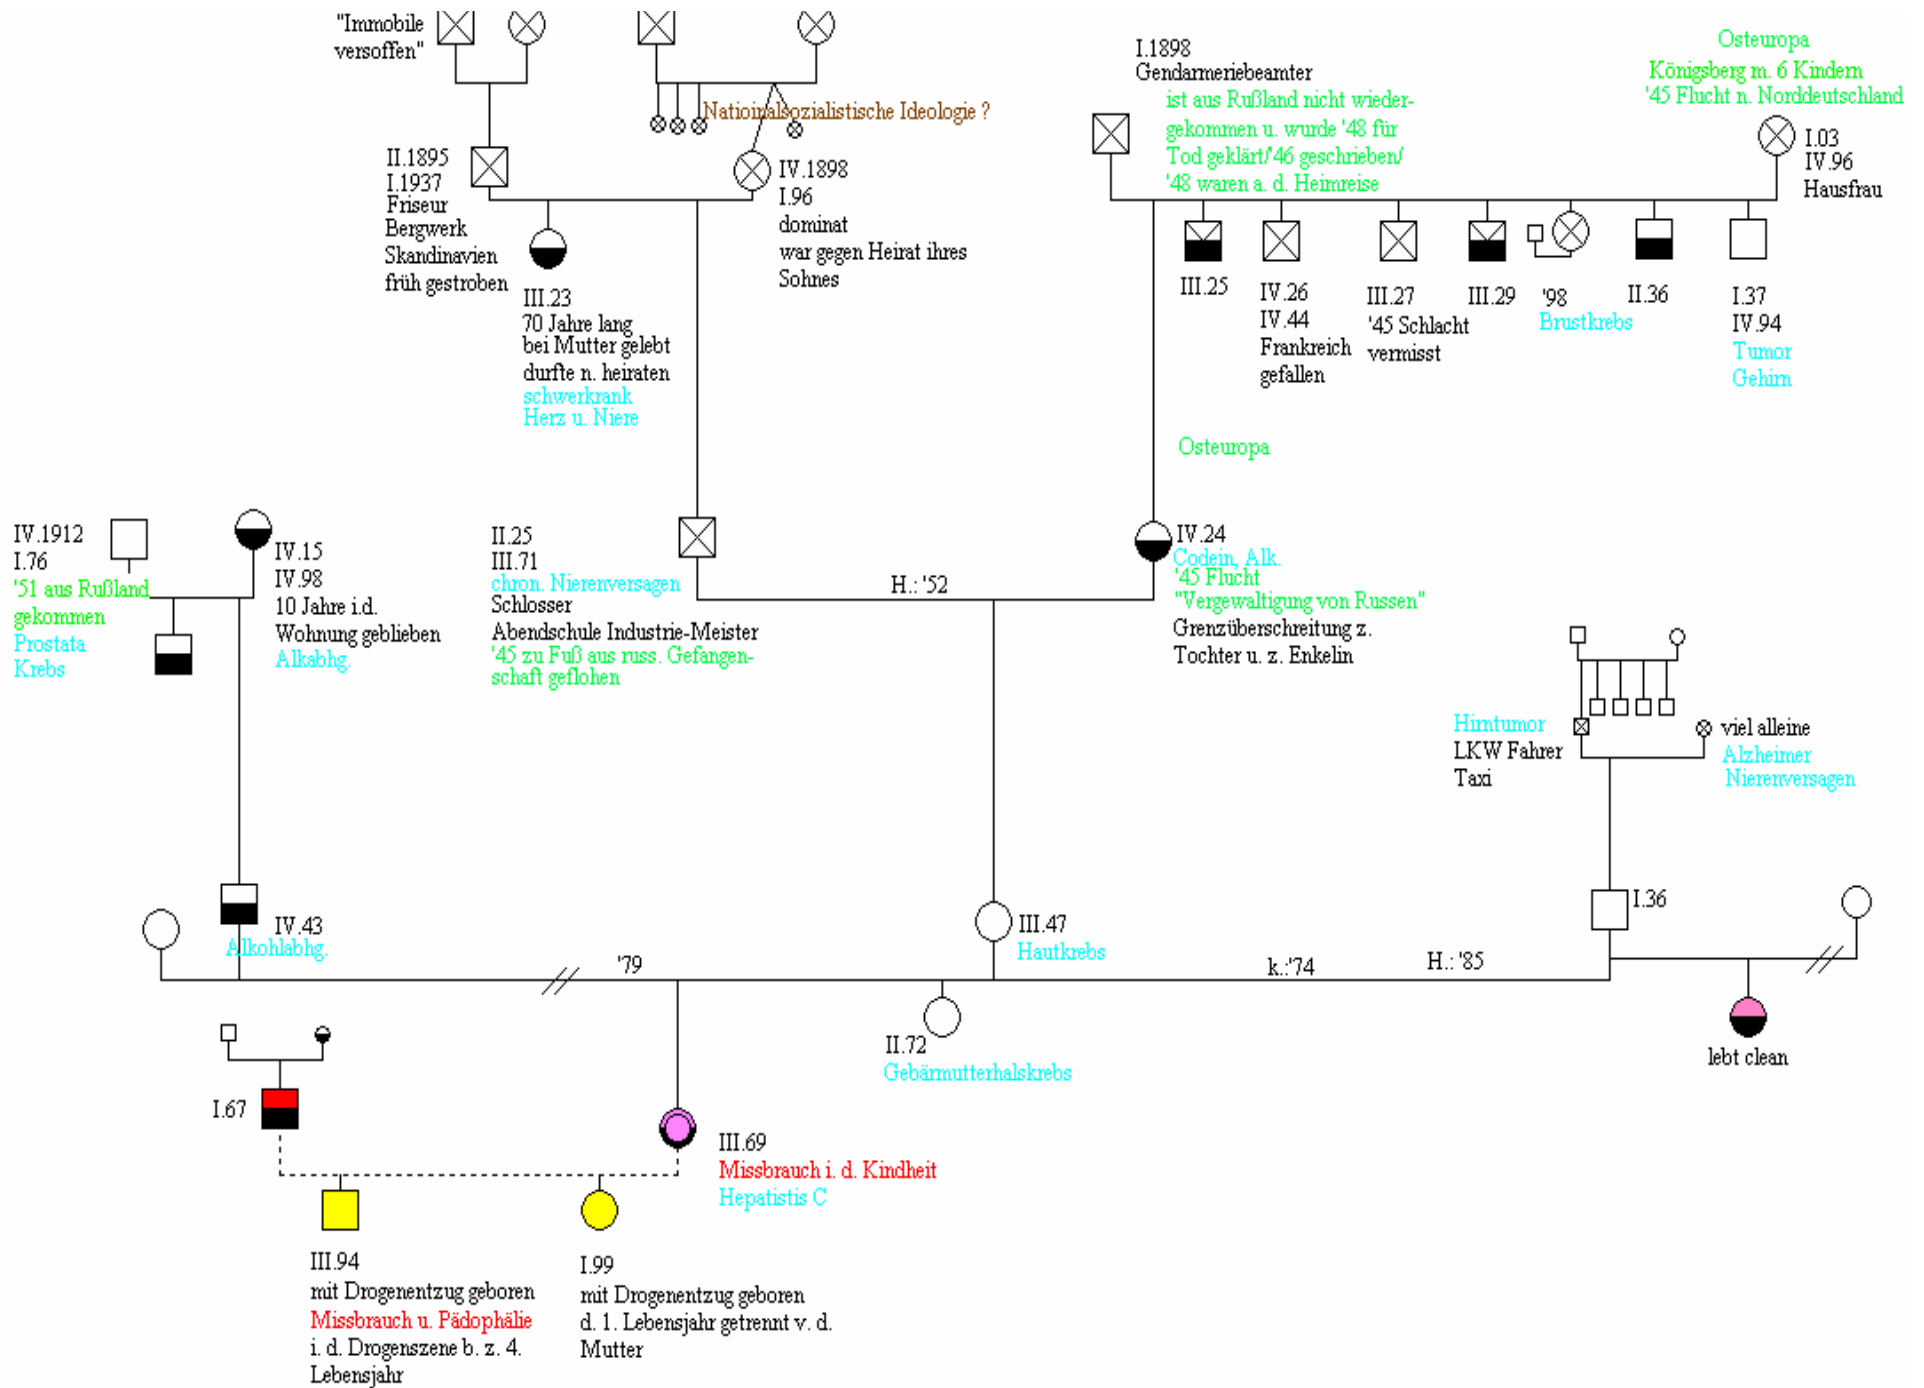 "Immobile
versoffen"
I.1898
Gendarmeriebeamter
ist aus Rußland nicht wieder-
gekommen u. wurde '48 für
Tod geklärt/'46 geschrieben/
'48 waren a. d. Heimreise
Osteuropa
Königsberg m. 6 Kindern
'45 Flucht n. Norddeutschland
Natioinalsozialistische Ideologie ?
I.03
IV.96
Hausfrau
II.1895
I.1937
Friseur
Bergwerk
Skandinavien
früh gestroben
IV.1898
I.96
dominat
war gegen Heirat ihres
Sohnes
III.23
70 Jahre lang
bei Mutter gelebt
durfte n. heiraten
schwerkrank
Herz u. Niere
III.25
IV.26
IV.44
Frankreich
gefallen
III.27
'45 Schlacht
vermisst
III.29
'98
Brustkrebs
II.36
I.37
IV.94
Tumor
Gehirn
Osteuropa
IV.1912
I.76
'51 aus Rußland
gekommen
Prostata
Krebs
IV.15
IV.98
10 Jahre i.d.
Wohnung geblieben
Alkabhg.
II.25
III.71
chron. Nierenversagen
Schlosser
Abendschule Industrie-Meister
'45 zu Fuß aus russ. Gefangen-
schaft geflohen
H.: '52
IV.24
Codein, Alk.
'45 Flucht
"Vergewaltigung von Russen"
Grenzüberschreitung z.
Tochter u. z. Enkelin
Hirntumor
LKW Fahrer
Taxi
viel alleine
Alzheimer
Nierenversagen
IV.43
Alkohlabhg.
III.47
Hautkrebs
I.36
'79
k.:'74
H.: '85
II.72
Gebärmutterhalskrebs
lebt clean
I.67
III.69
Missbrauch i. d. Kindheit
Hepatistis C
III.94
mit Drogenentzug geboren
Missbrauch u. Pädophälie
i. d. Drogenszene b. z. 4.
Lebensjahr
I.99
mit Drogenentzug geboren
d. 1. Lebensjahr getrennt v. d.
Mutter